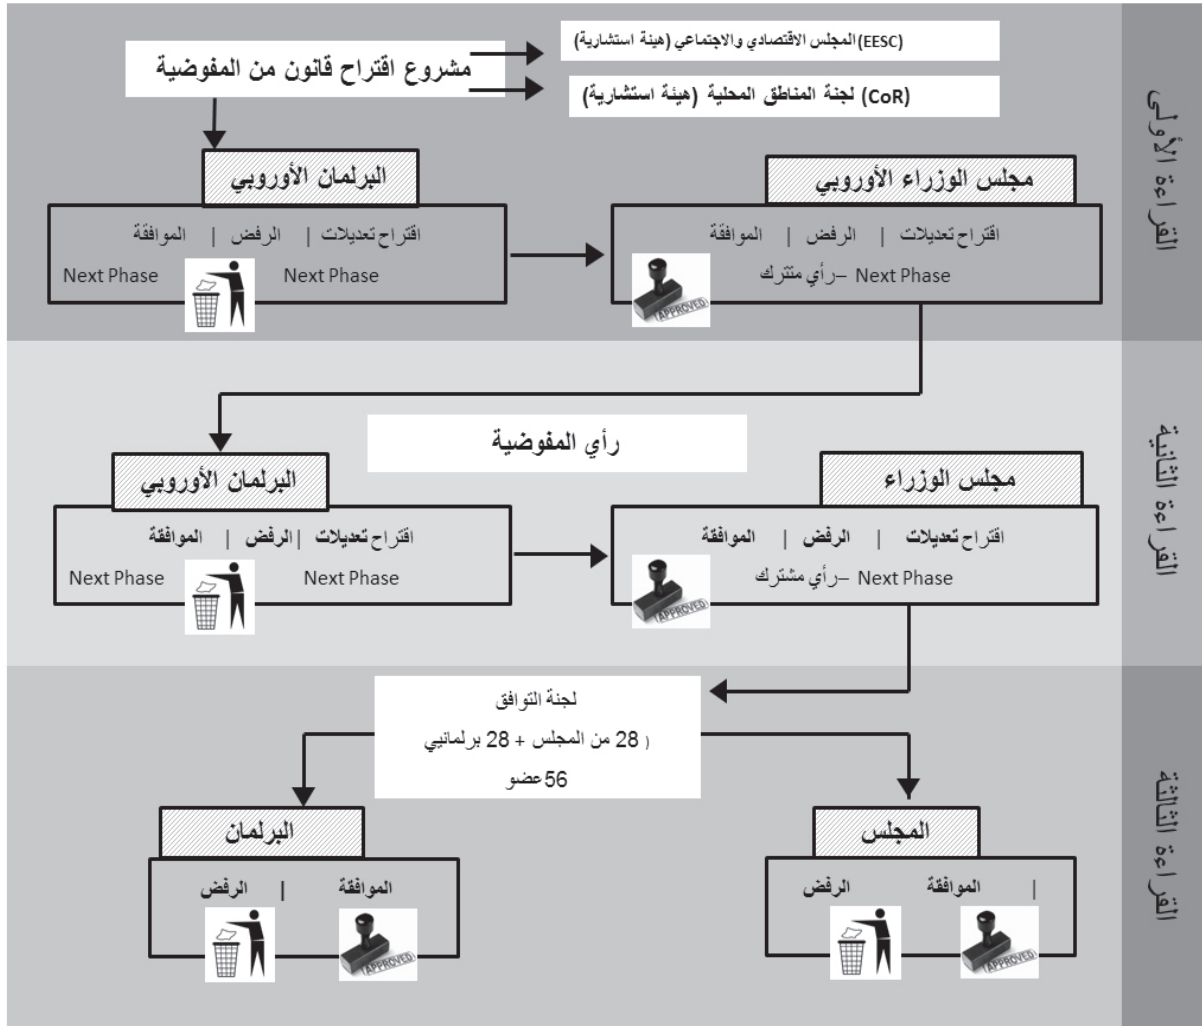 (EESC) المجلس الاقتصادي والاجتماعي (هيئة استشارية)
مشروع اقتراح قانون من المفوضية
(CoR) لجنة المناطق المحلية (هيئة استشارية)
القراءة الأولى
البرلمان الأوروبي
اقتراح تعديلات | الرفض | الموافقة
Next Phase
Next Phase
مجلس الوزراء الأوروبي
اقتراح تعديلات | الرفض | الموافقة
Next Phase – رأي متترك
APPROVED
القراءة الثانية
رأي المفوضية
البرلمان الأوروبي
اقتراح تعديلات | الرفض | الموافقة
Next Phase
Next Phase
مجلس الوزراء
اقتراح تعديلات | الرفض | الموافقة
Next Phase – رأي مشترك
APPROVED
القراءة الثالثة
لجنة التوافق
( 28 من المجلس + 28 برلمانيي
56 عضو
البرلمان
الموافقة | الرفض
APPROVED
المجلس
| الموافقة الرفض
APPROVED